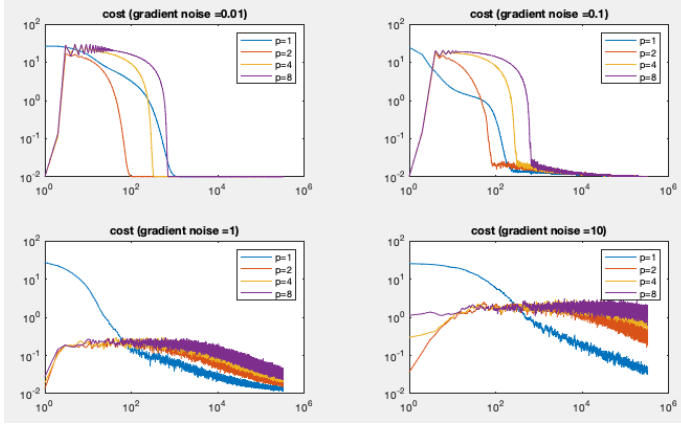 cost (gradient noise =0.01)
10^2
10^1
10^0
10^-1
10^-2
10^0
10^2
10^4
10^6
p=1
p=2
p=4
p=8
cost (gradient noise =0.1)
10^2
10^1
10^0
10^-1
10^-2
10^0
10^2
10^4
10^6
p=1
p=2
p=4
p=8
cost (gradient noise =1)
10^2
10^1
10^0
10^-1
10^-2
10^0
10^2
10^4
10^6
p=1
p=2
p=4
p=8
cost (gradient noise =10)
10^2
10^1
10^0
10^-1
10^-2
10^0
10^2
10^4
10^6
p=1
p=2
p=4
p=8